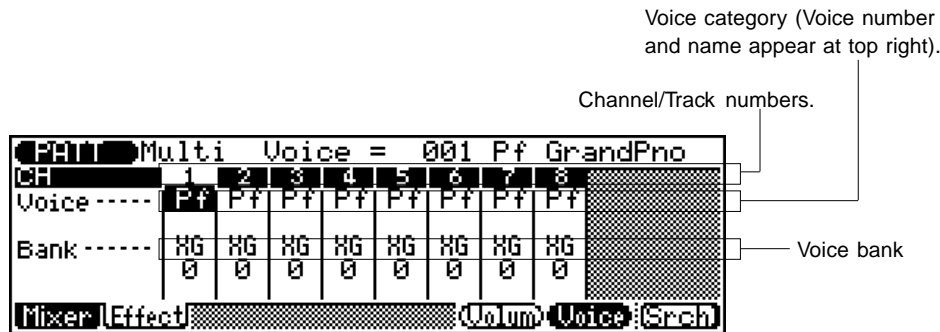 Voice category (Voice number
and name appear at top right).
Channel/Track numbers.
PATT Multi Voice = 001 Pf GrandPno
CH 1 2 3 4 5 6 7 8
Voice ----- Pf Pf Pf Pf Pf Pf Pf Pf
Bank ------ XG XG XG XG XG XG XG XG
Voice bank
0 0 0 0 0 0 0 0
Mixer Effect Volum Voice Srch